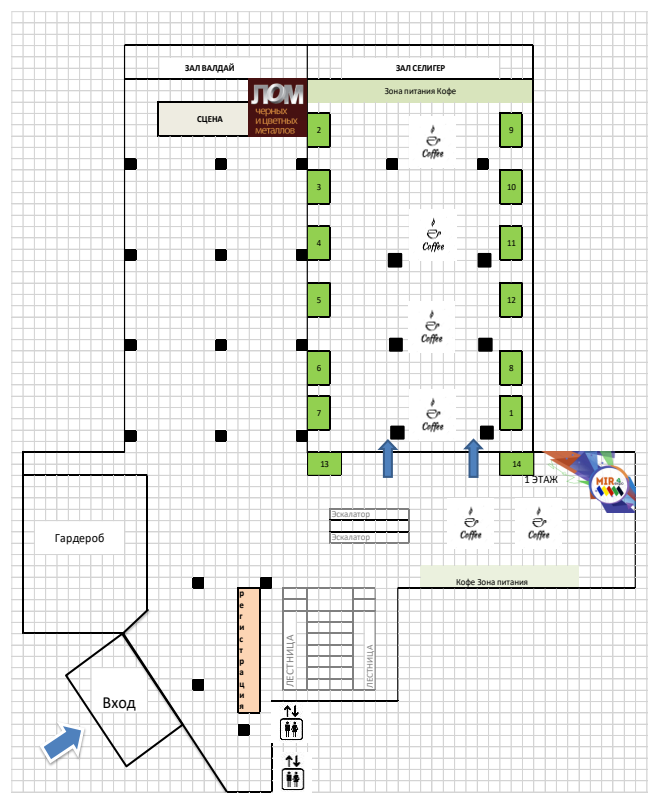 ЗАЛ ВАЛДАЙ
ЗАЛ СЕЛИГЕР
ЛОМ
черных
и цветных
металлов
Зона питания Кофе
СЦЕНА
2
9
Coffee
3
10
4
11
Coffee
5
12
Coffee
6
8
7
1
Coffee
13
14
1 ЭТАЖ
MIR
Эскалатор
Эскалатор
Coffee
Coffee
Гардероб
Кофе Зона питания
регистрация
ЛЕСТНИЦА
ЛЕСТНИЦА
Вход